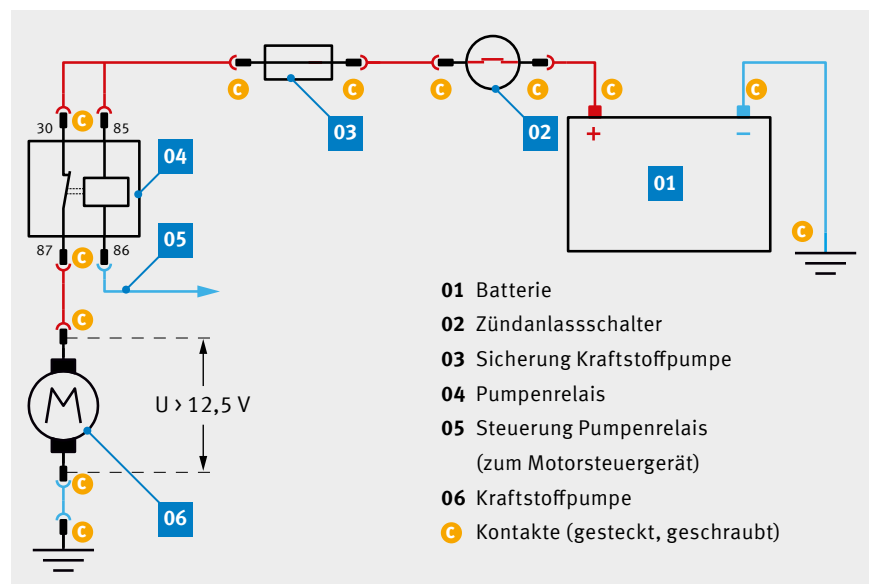 C C C C C C
03
02
+ −
30 C 85
04
01
87 C 86
05
C
C
U › 12,5 V
C
06
C
01 Batterie
02 Zündanlassschalter
03 Sicherung Kraftstoffpumpe
04 Pumpenrelais
05 Steuerung Pumpenrelais
(zum Motorsteuergerät)
06 Kraftstoffpumpe
C Kontakte (gesteckt, geschraubt)
M